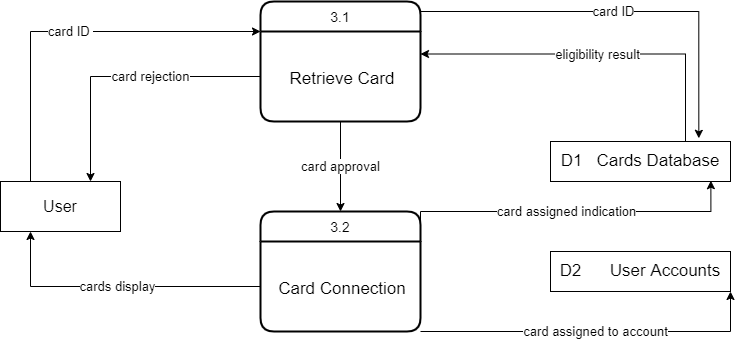 3.1
card ID
card ID
eligibility result
card rejection
Retrieve Card
card approval
D1 Cards Database
User
card assigned indication
3.2
D2 User Accounts
cards display
Card Connection
card assigned to account